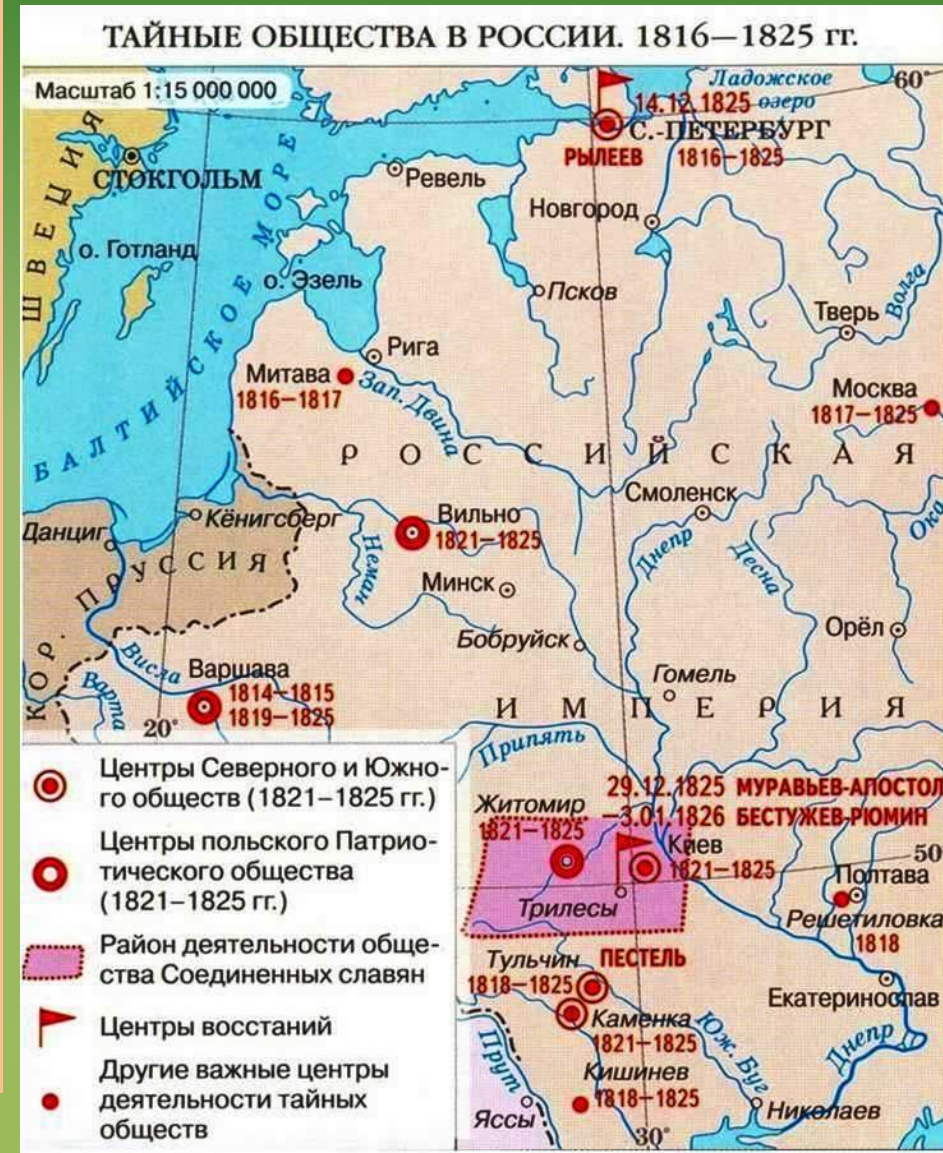 ТАЙНЫЕ ОБЩЕСТВА В РОССИИ. 1816—1825 гг.
Масштаб 1:15 000 000
60°
Ладожское
озеро
14.12.1825
С.-ПЕТЕРБУРГ
РЫЛЕЕВ 1816—1825
ШВЕЦИЯ
СТОКГОЛЬМ
о. Готланд
БАЛТИЙСКОЕ МОРЕ
Ревель
о. Эзель
Новгород
Псков
Тверь
Волга
Рига
Митава
1816—1817
Зап. Двина
Москва
1817—1825
РОССИЙСКАЯ
Смоленск
Ока
Данциг
Кёнигсберг
КОР. ПРУССИЯ
Неман
Вильно
1821—1825
Минск
Днепр
Десна
Бобруйск
Орёл
Гомель
Висла
Варта
Варшава
1814—1815
1819—1825
20°
ИМПЕРИЯ
Припять
Житомир
1821—1825
29.12.1825 МУРАВЬЕВ-АПОСТОЛ
—3.01.1826 БЕСТУЖЕВ-РЮМИН
Киев
1821—1825
50°
Трилесы
Полтава
Решетиловка
1818
Тульчин ПЕСТЕЛЬ
1818—1825
Каменка
1821—1825
Екатеринослав
Юж. Буг
Днепр
Прут
Кишинев
1818—1825
Яссы
Николаев
30°
Центры Северного и Южно-
го обществ (1821–1825 гг.)
Центры польского Патрио-
тического общества
(1821–1825 гг.)
Район деятельности обще-
ства Соединенных славян
Центры восстаний
Другие важные центры
деятельности тайных
обществ